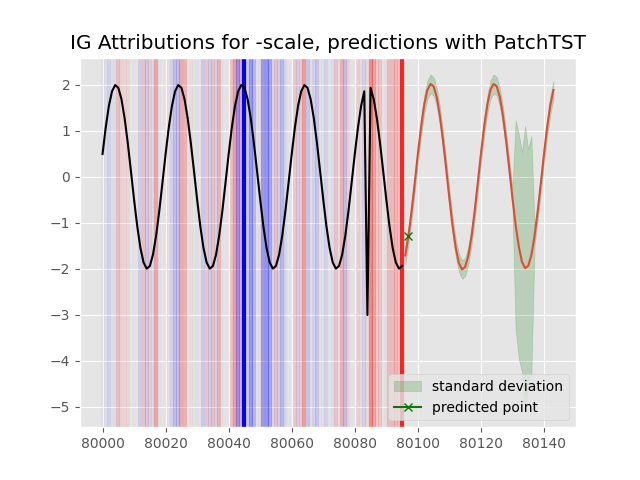 IG Attributions for -scale, predictions with PatchTST
2
1
0
−1
−2
−3
−4
−5
standard deviation
predicted point
80000 80020 80040 80060 80080 80100 80120 80140